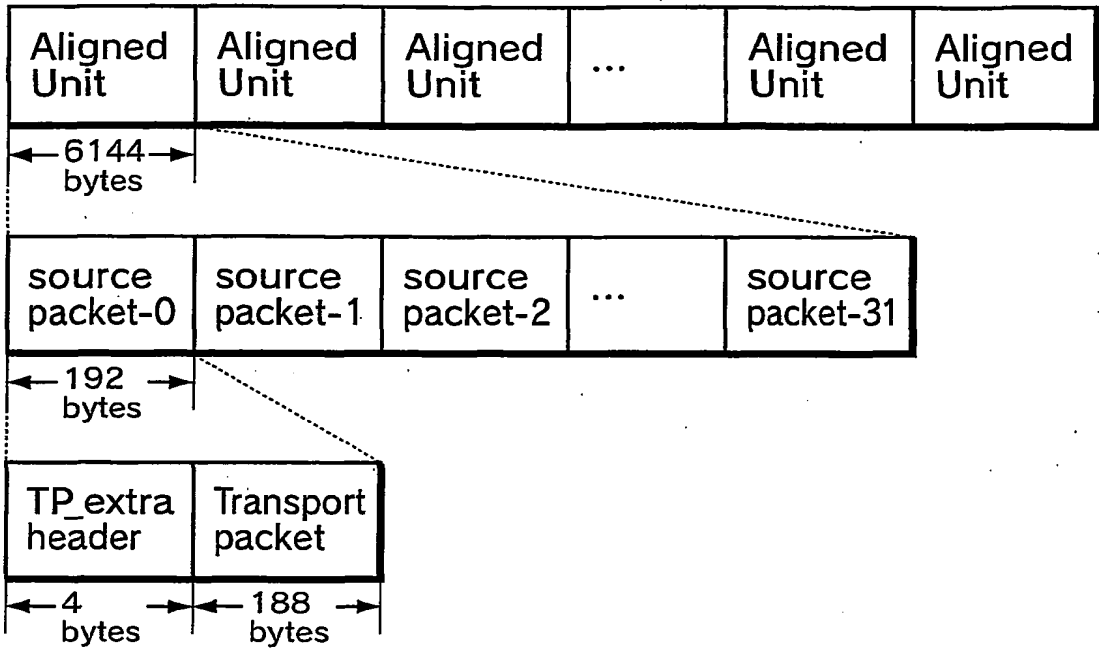 Aligned Unit
Aligned Unit
Aligned Unit
...
Aligned Unit
Aligned Unit
6144
bytes
source packet-0
source packet-1
source packet-2
...
source packet-31
192
bytes
TP_extra header
Transport packet
4
bytes
188
bytes